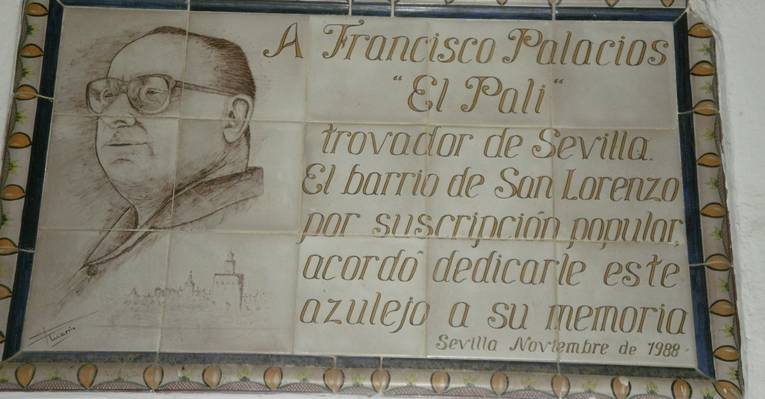 A Francisco Palacios
"El Pali"
trovador de Sevilla.
El barrio de San Lorenzo
por suscripción popular,
acordó dedicarle este
azulejo a su memoria
Sevilla Noviembre de 1988